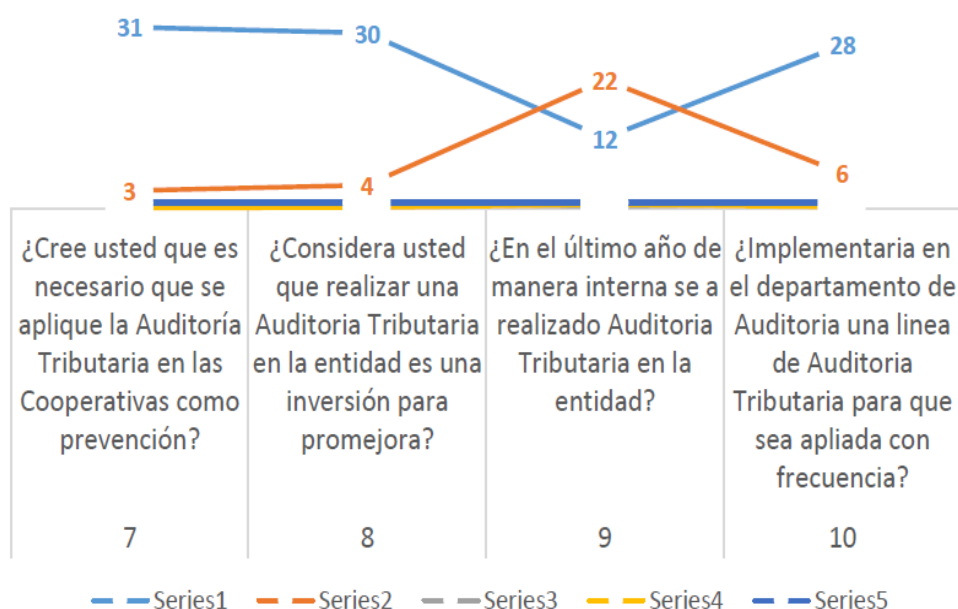 31
30
12
28
3
4
22
6
¿Cree usted que es
necesario que se
aplique la Auditoría
Tributaria en las
Cooperativas como
prevención?
7
¿Considera usted
que realizar una
Auditoria Tributaria
en la entidad es una
inversión para
promejora?
8
¿En el último año de
manera interna se a
realizado Auditoria
Tributaria en la
entidad?
9
¿Implementaria en
el departamento de
Auditoria una linea
de Auditoria
Tributaria para que
sea apliada con
frecuencia?
10
Series1
Series2
Series3
Series4
Series5